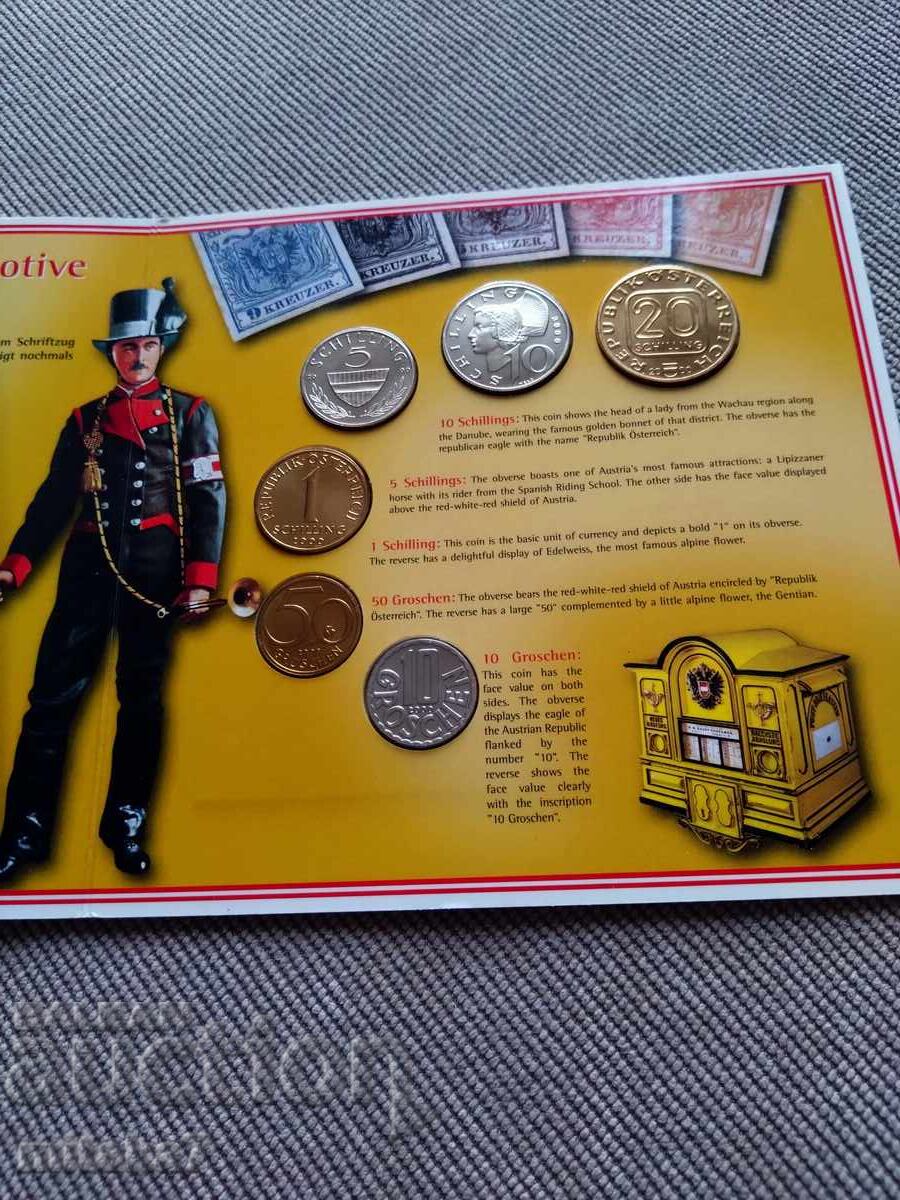 otive
m Schriftzug
igt nochmals
9 KREUZER.
KREUZER.
KREUZER.
KREUZER.
KREUZER.
SCHILLING
5
SCHILLING
2000
10
REPUBLIK ÖSTERREICH
20
SCHILLING
10 Schillings: This coin shows the head of a lady from the Wachau region along
the Danube, wearing the famous golden bonnet of that district. The obverse has the
republican eagle with the name "Republik Österreich".
5 Schillings: The obverse boasts one of Austria's most famous attractions: a Lipizzaner
horse with its rider from the Spanish Riding School. The other side has the face value displayed
above the red-white-red shield of Austria.
REPUBLIK ÖSTERREICH
1
SCHILLING
1 Schilling: This coin is the basic unit of currency and depicts a bold "1" on its obverse.
The reverse has a delightful display of Edelweiss, the most famous alpine flower.
50 Groschen: The obverse bears the red-white-red shield of Austria encircled by "Republik
Österreich". The reverse has a large "50" complemented by a little alpine flower, the Gentian.
50
2000
GROSCHEN
10
2000
GROSCHEN
10 Groschen:
This coin has the
face value on both
sides. The obverse
displays the eagle of
the Austrian Republic
flanked by the
number "10". The
reverse shows the
face value clearly
with the inscription
"10 Groschen".
BALKAN
auction